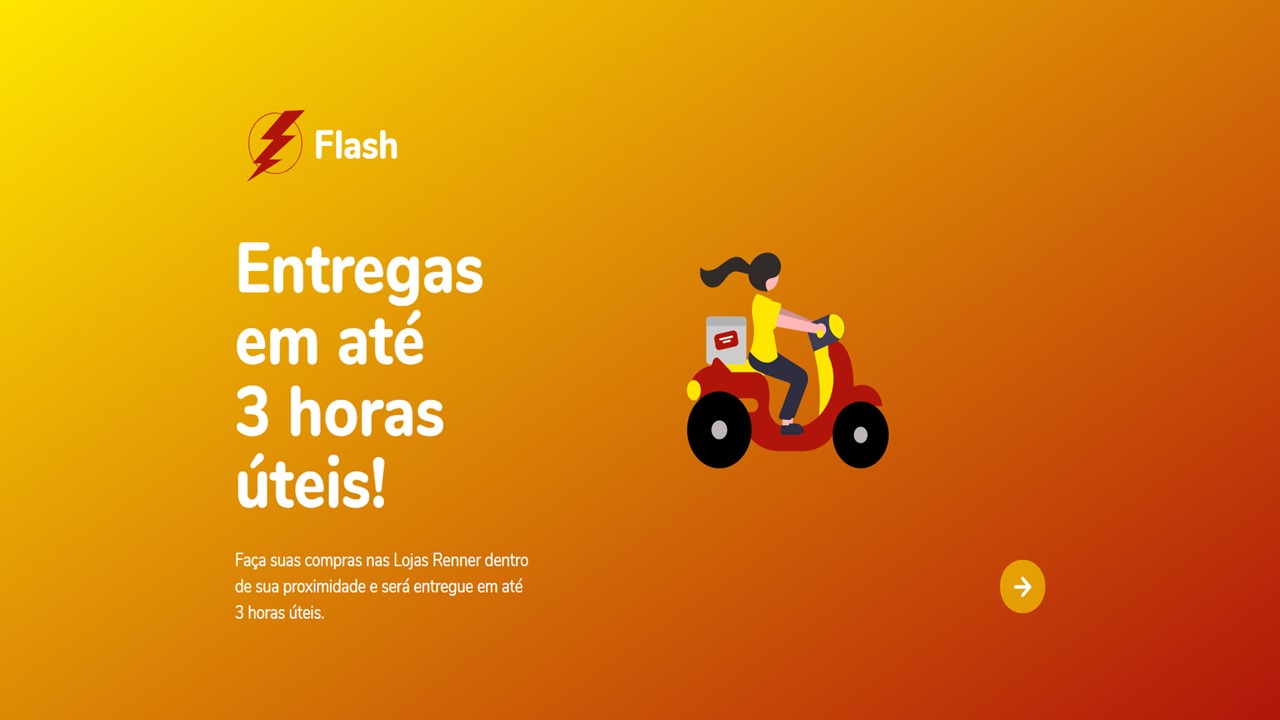 Flash
Entregas
em até
3 horas
úteis!
Faça suas compras nas Lojas Renner dentro
de sua proximidade e será entregue em até
3 horas úteis.